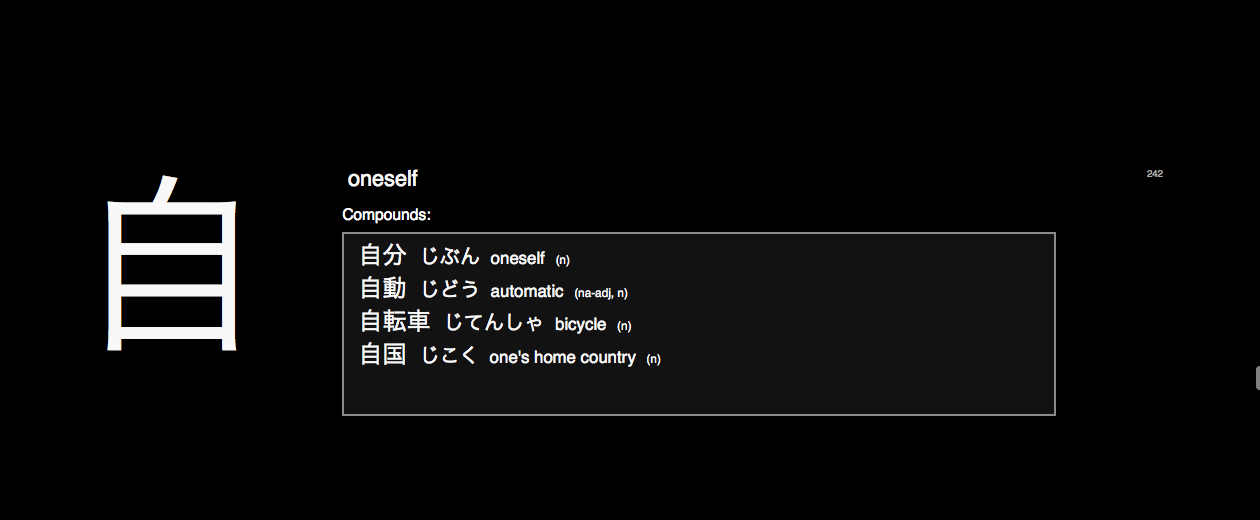 自
oneself
242
Compounds:
自分 じぶん oneself (n)
自動 じどう automatic (na-adj, n)
自転車 じてんしゃ bicycle (n)
自国 じこく one's home country (n)